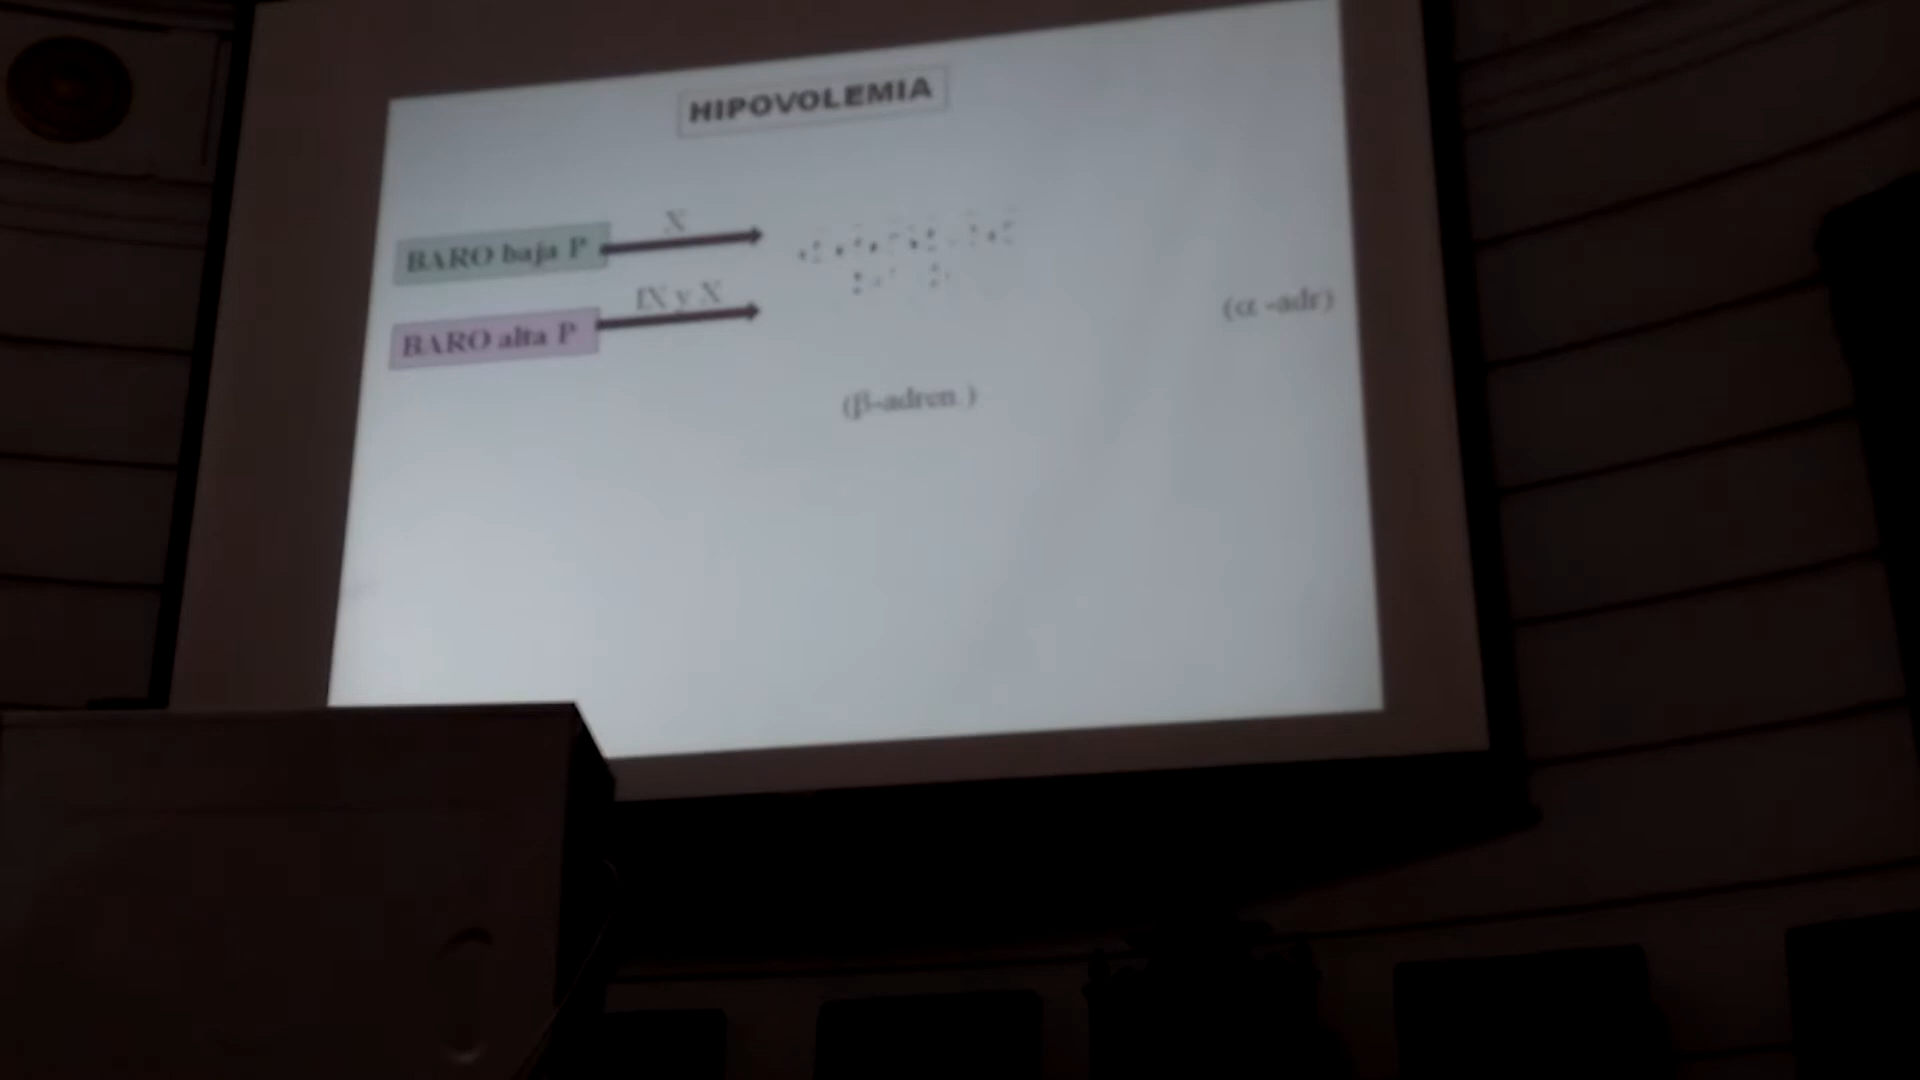 HIPOVOLEMIA
X
BARO baja P
IX y X
BARO alta P
(α -adr)
(β-adren.)